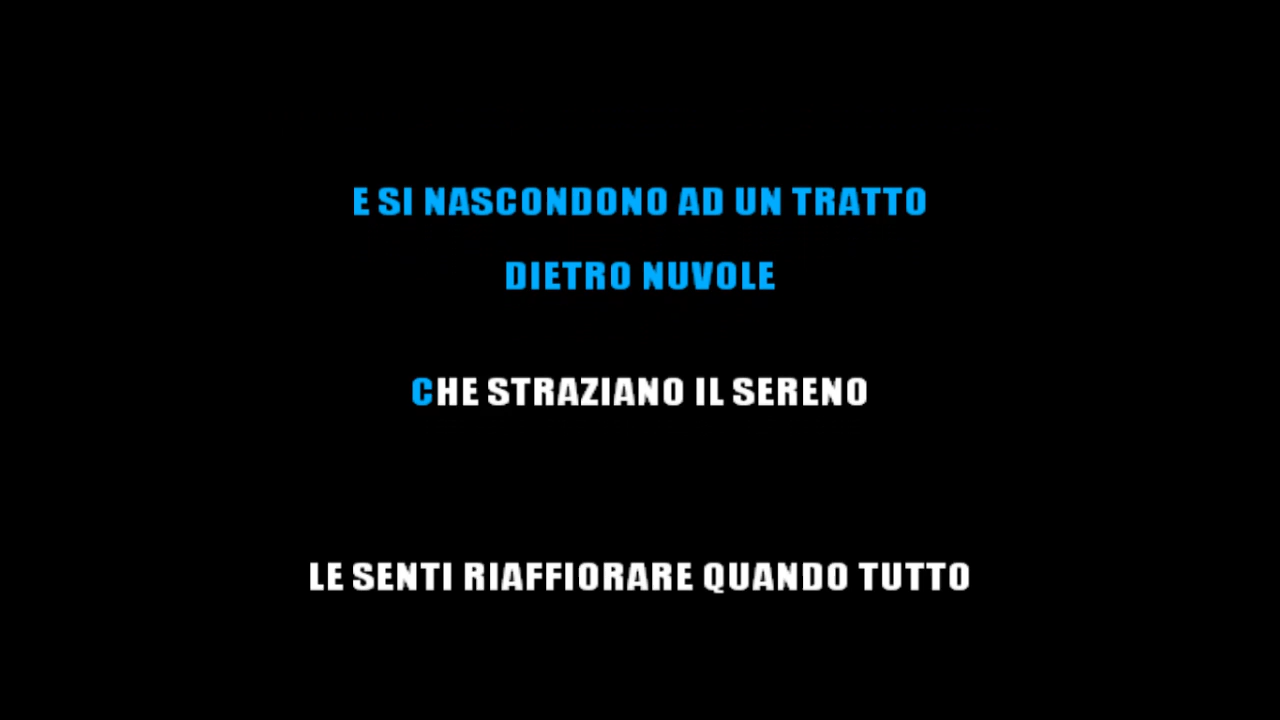 E SI NASCONDONO AD UN TRATTO
DIETRO NUVOLE
CHE STRAZIANO IL SERENO
LE SENTI RIAFFIORARE QUANDO TUTTO